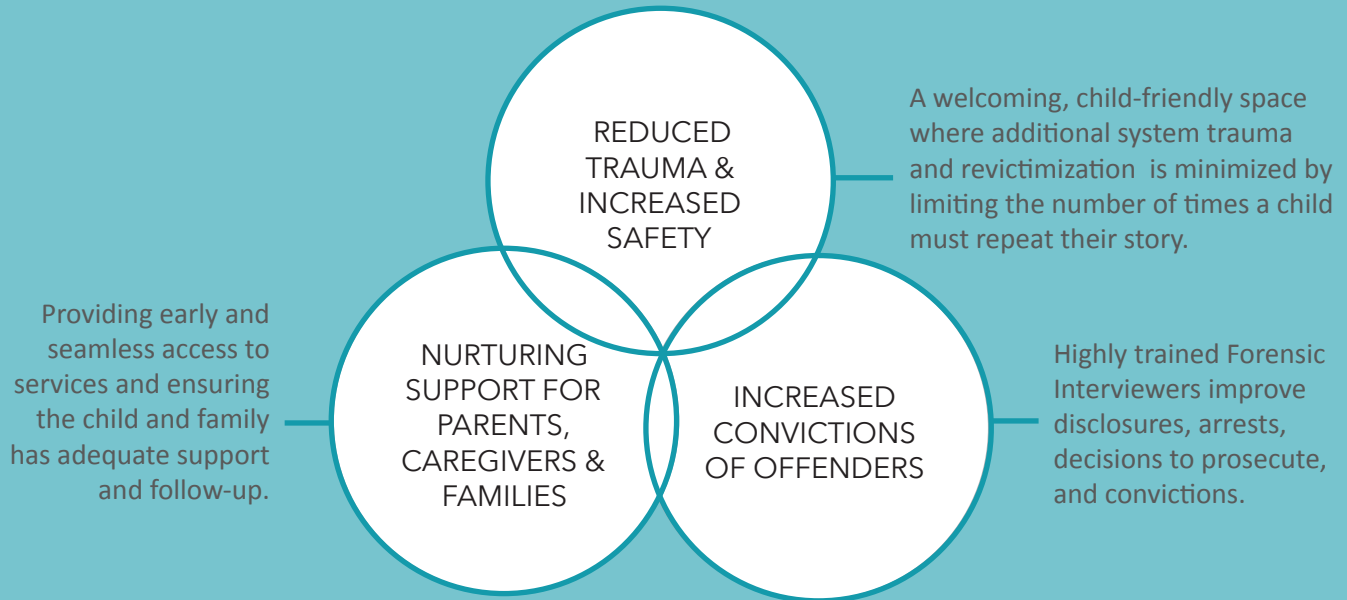 REDUCED
TRAUMA &
INCREASED
SAFETY
A welcoming, child-friendly space
where additional system trauma
and revictimization  is minimized by
limiting the number of times a child
must repeat their story.
Providing early and
seamless access to
services and ensuring
the child and family
has adequate support
and follow-up.
NURTURING
SUPPORT FOR
PARENTS,
CAREGIVERS &
FAMILIES
INCREASED
CONVICTIONS
OF OFFENDERS
Highly trained Forensic
Interviewers improve
disclosures, arrests,
decisions to prosecute,
and convictions.